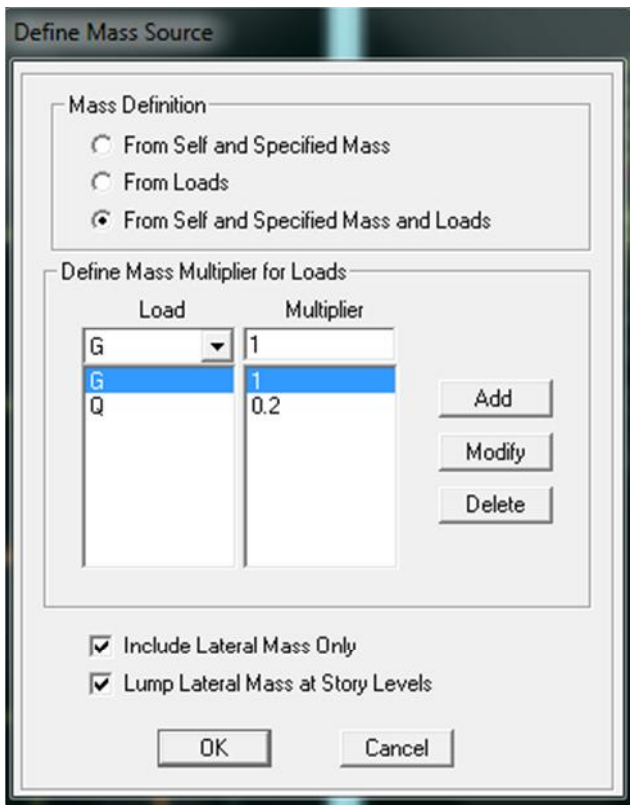 Define Mass Source
Mass Definition
From Self and Specified Mass
From Loads
From Self and Specified Mass and Loads
Define Mass Multiplier for Loads
Load Multiplier
G 1
G 1
Q 0.2
Add
Modify
Delete
Include Lateral Mass Only
Lump Lateral Mass at Story Levels
OK Cancel